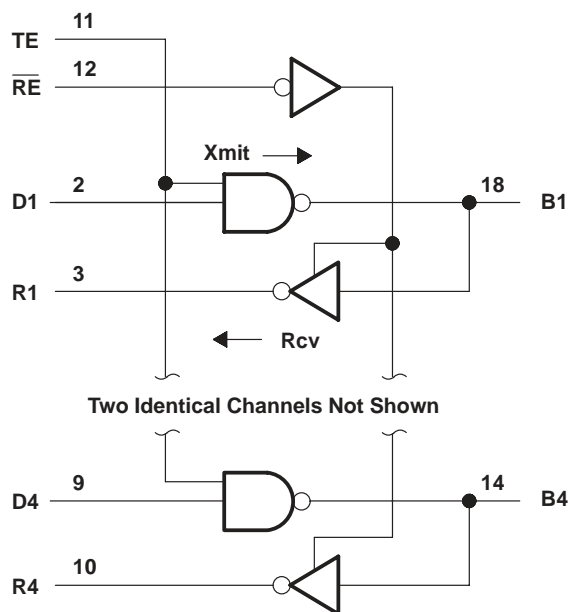 TE 11
R̅E̅ 12
Xmit
D1 2 18 B1
R1 3
Rcv
Two Identical Channels Not Shown
D4 9 14 B4
R4 10